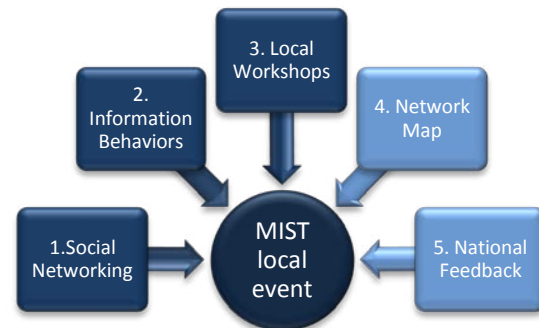 1.Social
Networking
2.
Information
Behaviors
3. Local
Workshops
4. Network
Map
5. National
Feedback
MIST
local
event